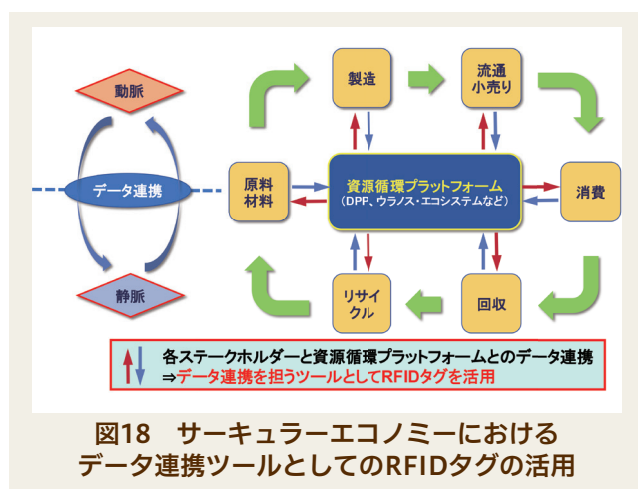 動脈
データ連携
静脈
製造
流通
小売り
原料
材料
資源循環プラットフォーム
(DPF、ウラノス・エコシステムなど)
消費
リサイ
クル
回収
各ステークホルダーと資源循環プラットフォームとのデータ連携
⇒データ連携を担うツールとしてRFIDタグを活用
図18 サーキュラーエコノミーにおける
データ連携ツールとしてのRFIDタグの活用